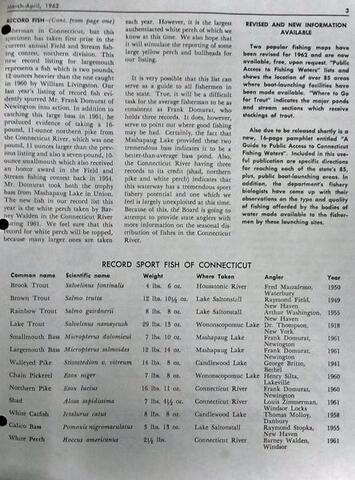 March-April, 1962
3
RECORD FISH—(Cont. from page one)
fisherman in Connecticut, but this
specimen has taken first prize in the
current annual Field and Stream fish-
ing contest, northern division. This
new record listing for largemouth
represents a fish which is two pounds,
12 ounces heavier than the one caught
in 1960 by William Livingston. Our
last year's listing of record fish evi-
dently spurred Mr. Frank Domurat of
Newington into action. In addition to
catching this large bass in 1961, he
produced evidence of taking a 16
pound, 11-ounce northern pike from
the Connecticut River, which was one
pound, 11 ounces larger than the prev-
ious listing and also a seven-pound, 10-
ounce smallmouth which also received
an honor award in the Field and
Stream fishing contest back in 1954.
Mr. Domurat took both the trophy
bass from Mashapaug Lake in Union.
The new fish in our record list this
year is the white perch taken by Bar-
ney Walden in the Connecticut River
during 1961. We feel sure that this
record for white perch will be topped,
because many larger ones are taken
each year. However, it is the largest
authenticated white perch of which we
know at this time. We also hope that
it will stimulate the reporting of some
large yellow perch and bullheads for
our listing.
It is very possible that this list can
serve as a guide to all fishermen in
the state. True, it will be a difficult
task for the average fisherman to be as
consistent as Frank Domurat, who
holds three records. It does, however,
serve to point out where good fishing
may be had. Certainly, the fact that
Mashapaug Lake provided these two
tremendous bass indicates it to be a
better-than-average bass pond. Also,
the Connecticut River having three
records to its credit (shad, northern
pike and white perch) indicates that
this waterway has a tremendous sport
fishery potential and one which we
feel is largely unexploited at this time.
Because of this, the Board is going to
attempt to provide state anglers with
more information on the seasonal dis-
tribution of fishes in the Connecticut
River.
REVISED AND NEW INFORMATION
AVAILABLE
Two popular fishing maps have been
revised for 1962 and are now
available, free, upon request. "Public
Access to Fishing Waters" lists and
shows the location of over 85 areas
where boat-launching facilities have
been made available. "Where to Go
for Trout" indicates the major ponds
and stream sections which receive
stockings of trout.
Also due to be released shortly is a
new, 16-page pamphlet entitled "A
Guide to Public Access to Connecticut
Fishing Waters". Included in this use-
ful publication are specific directions
for reaching each of the state's 85,
plus, public boat-launching areas. In
addition, the department's fishery
biologists have come up with their
observations on the type and quality
of fishing afforded by the bodies of
water made available to the fisher-
men by these launching sites.
RECORD SPORT FISH OF CONNECTICUT
Common name Scientific name Weight Where Taken Angler Year
Brook Trout Salvelinus fontinalis 4 lbs. 6 oz. Housatonic River Fred Waterbury 1950
Brown Trout Salmo trutta 12 lbs. 10½ oz. Lake Saltonstall Raymond Field, New Haven 1949
Rainbow Trout Salmo gairdnerii 8 lbs. 6 oz. Lake Saltonstall Arthur Washington, New Haven 1955
Lake Trout Salvelinus namaycush 29 lbs. 13 oz. Wononscopomuc Lake Dr. Thompson, New York 1918
Smallmouth Bass Micropterus dolomieui 7 lbs. 10 oz. Mashapaug Lake Frank Domurat, Newington 1954
Largemouth Bass Micropterus salmoides 12 lbs. 14 oz. Mashapaug Lake Frank Domurat, Newington 1961
Walleyed Pike Stizostedion v. vitreum 14 lbs. 8 oz. Candlewood Lake George Britto, Bethel 1941
Chain Pickerel Esox niger 7 lbs. 8 oz. Wononscopomuc Lake Henry Silta, Lakeville 1960
Northern Pike Esox lucius 16 lbs. 11 oz. Connecticut River Frank Domurat, Newington 1961
Shad Alosa sapidissima 7 lbs. 4½ oz. Connecticut River Louis Zimmerman, Windsor Locks 1961
White Catfish Ictalurus catus 8 lbs. 8 oz. Candlewood Lake Thomas Molloy, Danbury 1958
Calico Bass Pomoxis nigromaculatus 3 lbs. 13 oz. Lake Saltonstall Raymond Stopka, New Haven 1955
White Perch Roccus americanis 2½ lbs. Connecticut River Barney Walden, Windsor 1961